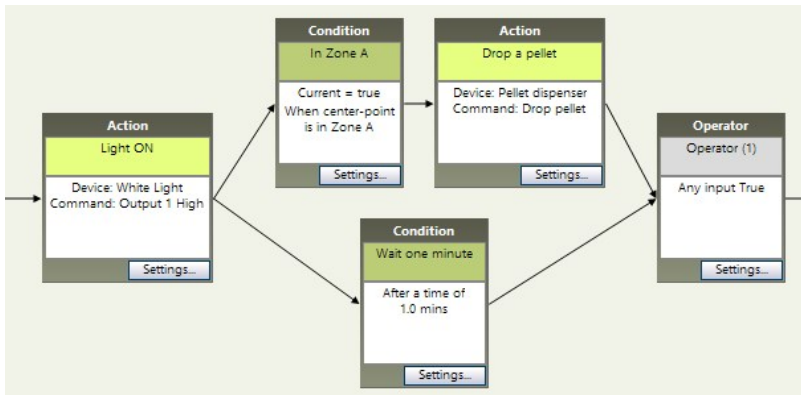 Action
Light ON
Device: White Light
Command: Output 1 High
Settings...
Condition
In Zone A
Current = true
When center-point
is in Zone A
Settings...
Action
Drop a pellet
Device: Pellet dispenser
Command: Drop pellet
Settings...
Condition
Wait one minute
After a time of
1.0 mins
Settings...
Operator
Operator (1)
Any input True
Settings...